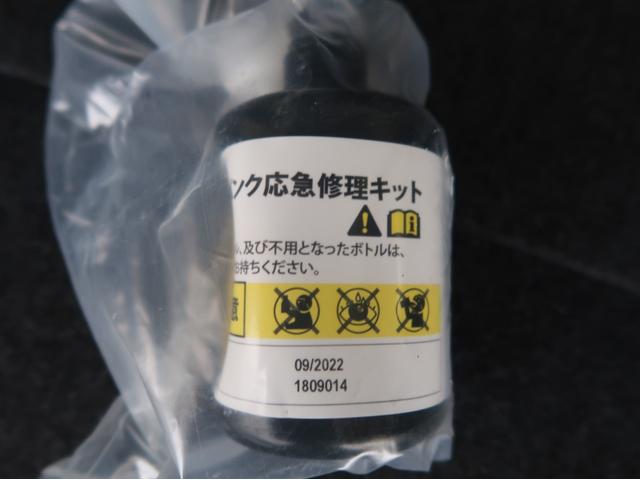 ンク応急修理キット
及び不用となったボトルは、
持ちください。
09/2022
1809014